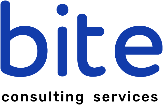 bite
consulting services